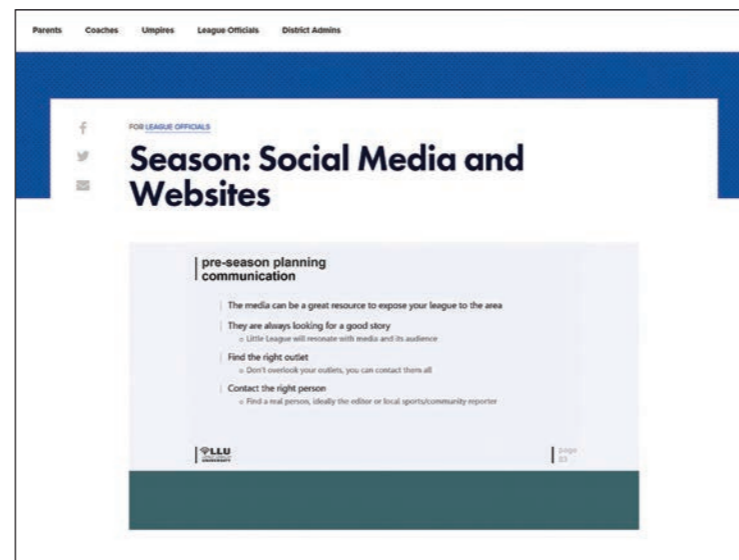 Parents Coaches Umpires League Officials District Admins
FOR LEAGUE OFFICIALS
Season: Social Media and
Websites
pre-season planning
communication
The media can be a great resource to expose your league to the area
They are always looking for a good story
Little League will resonate with media and its audience
Find the right outlet
Don't overlook your outlets, you can contact them all
Contact the right person
Find a real person, ideally the editor or local sports/community reporter
LLU
UNIVERSITY
page